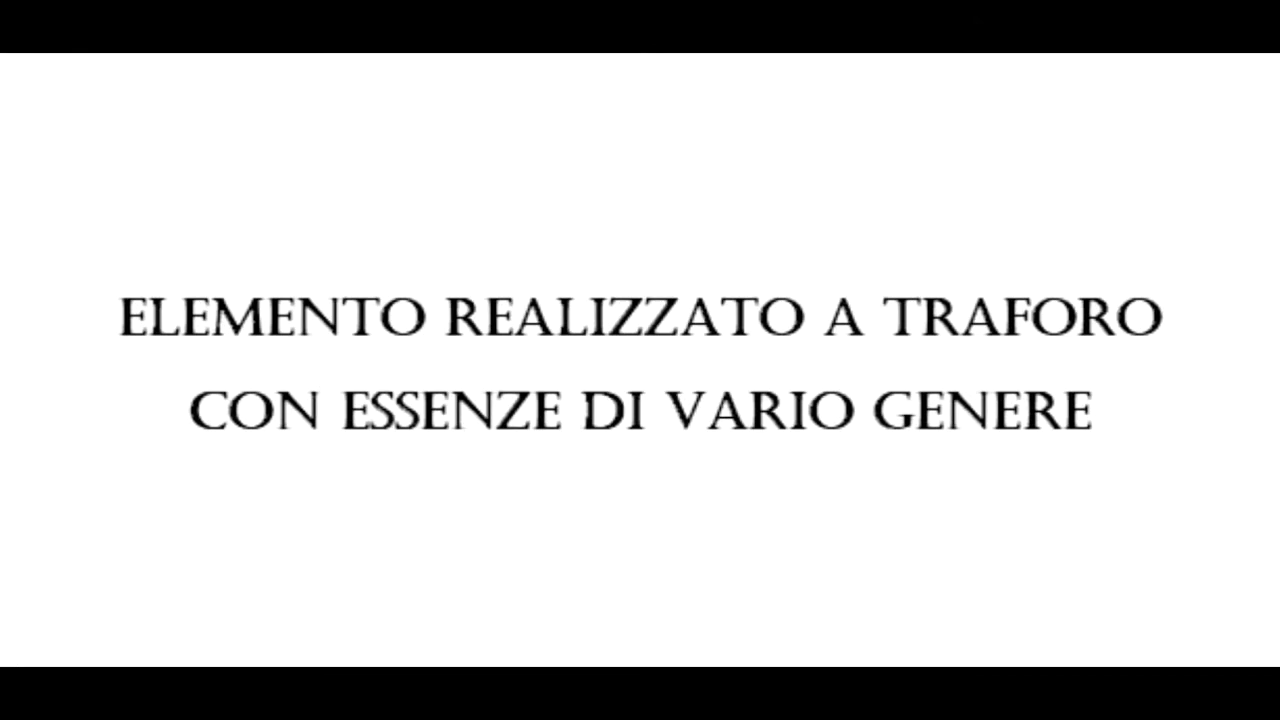 ELEMENTO REALIZZATO A TRAFORO
CON ESSENZE DI VARIO GENERE